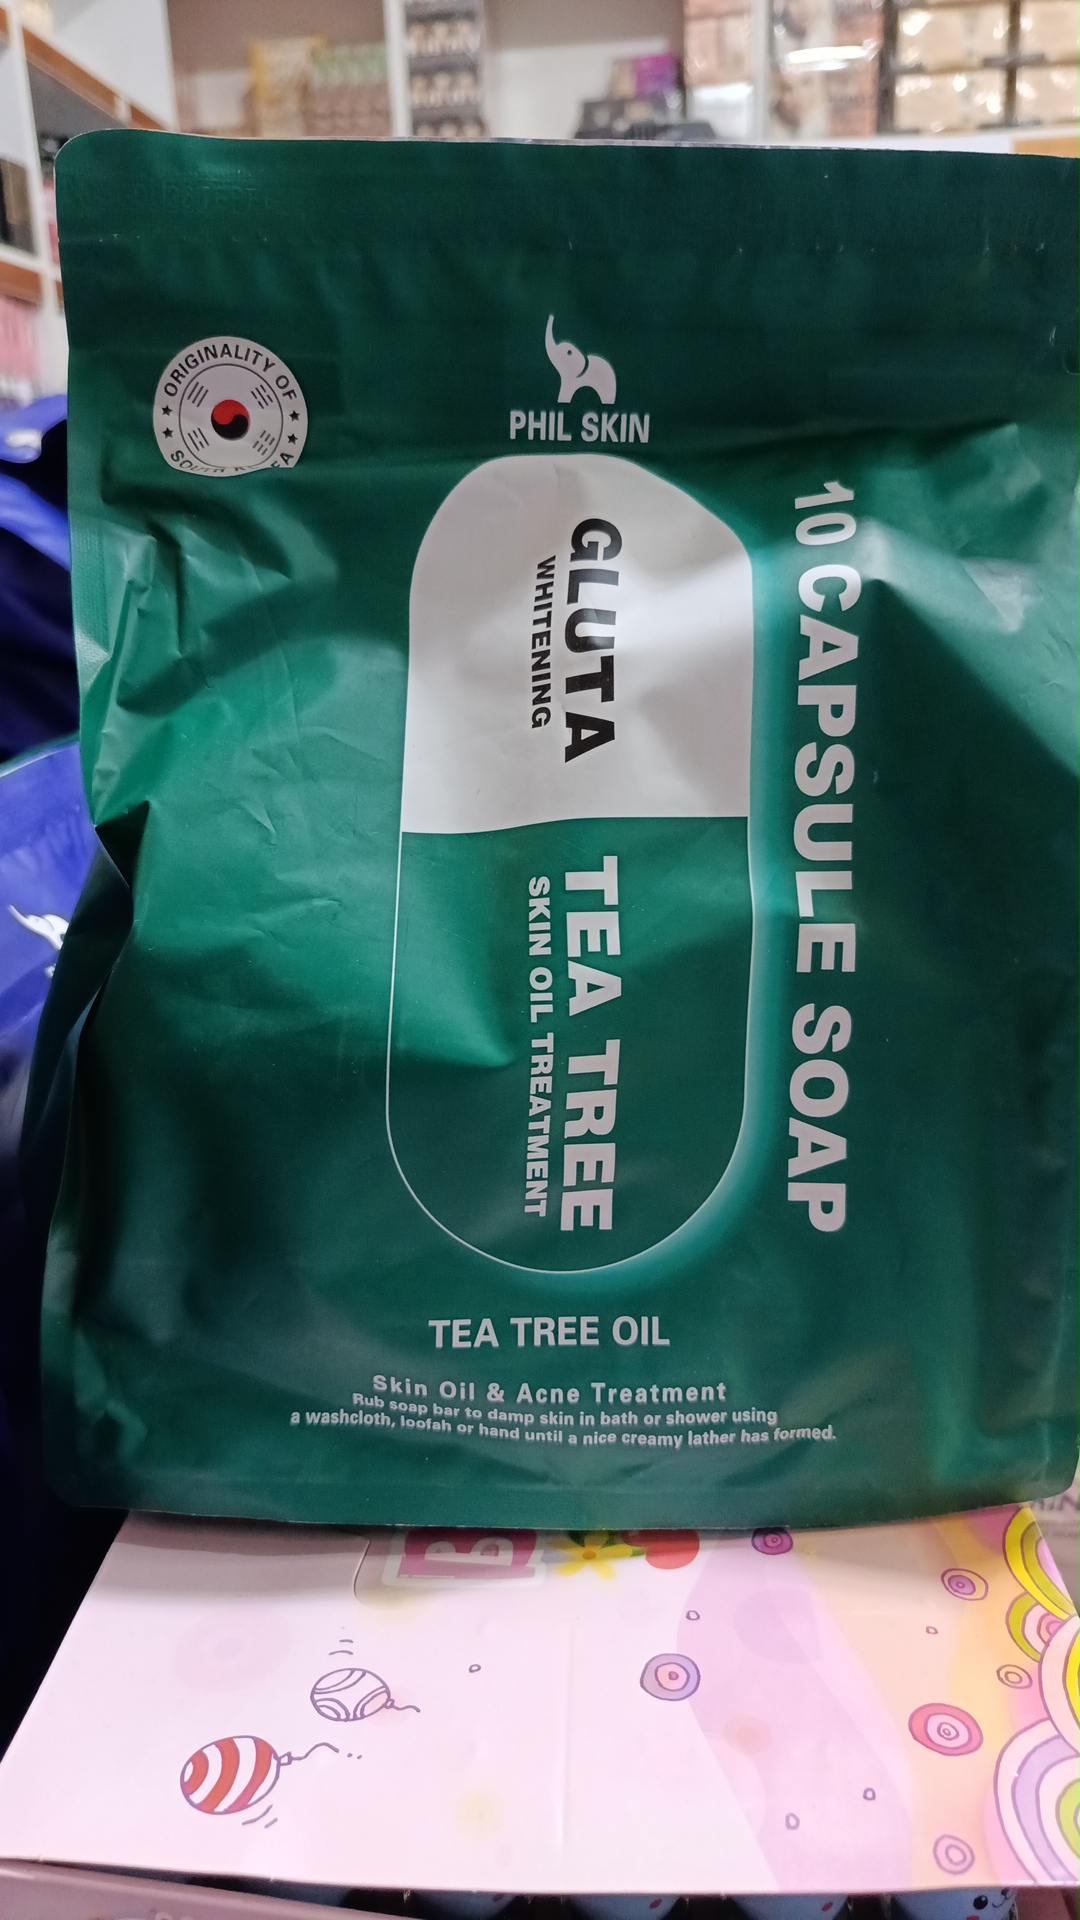 ORIGINALITY OF
PHIL SKIN
10 CAPSULE SOAP
GLUTA
WHITENING
TEA TREE
SKIN OIL TREATMENT
TEA TREE OIL
Skin Oil & Acne Treatment
Rub soap bar to damp skin in bath or shower using
a washcloth, loofah or hand until a nice creamy lather has formed.